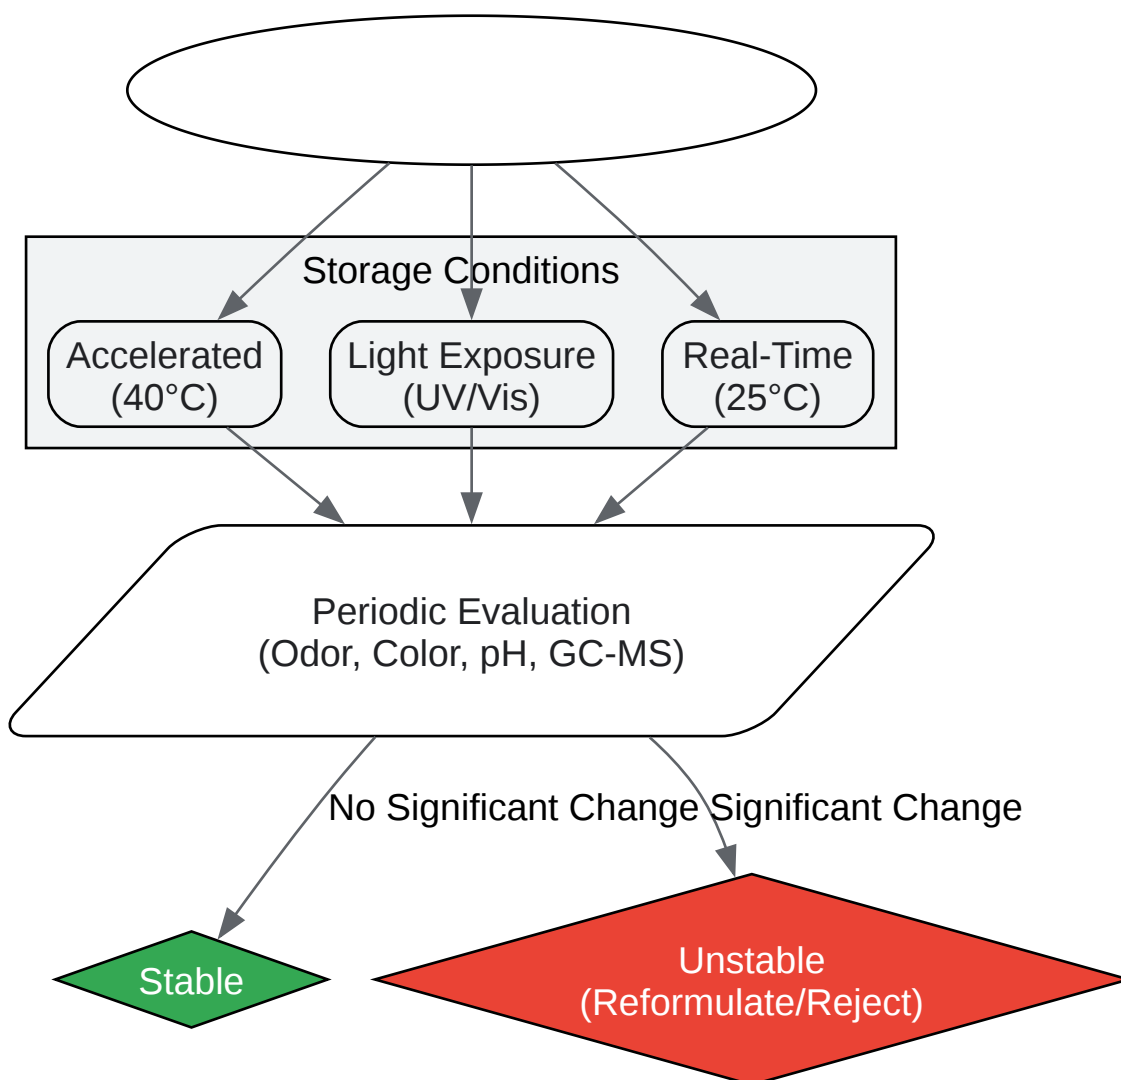 Storage Conditions
Accelerated
(40°C)
Light Exposure
(UV/Vis)
Real-Time
(25°C)
Periodic Evaluation
(Odor, Color, pH, GC-MS)
No Significant Change
Significant Change
Stable
Unstable
(Reformulate/Reject)